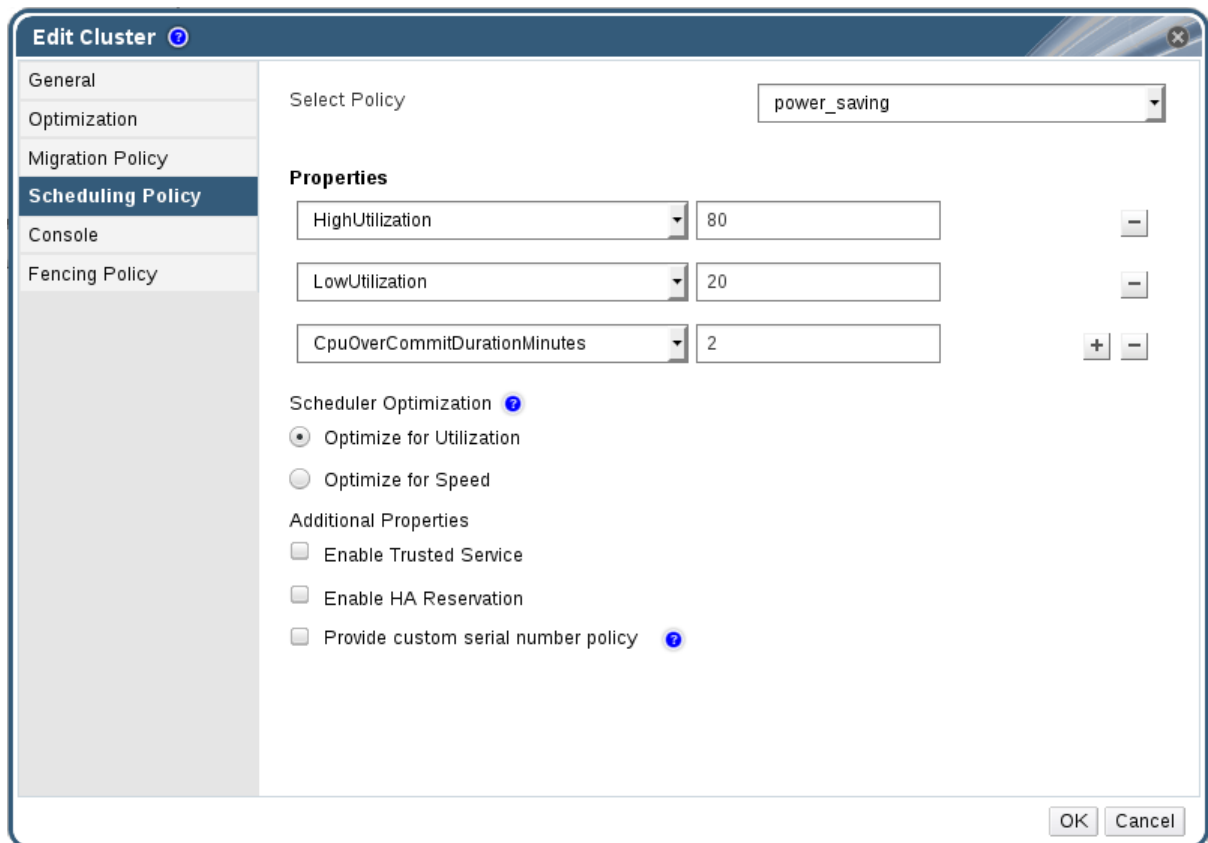 Edit Cluster ?
General
Optimization
Migration Policy
Scheduling Policy
Console
Fencing Policy
Select Policy power_saving
Properties
HighUtilization 80 −
LowUtilization 20 −
CpuOverCommitDurationMinutes 2 + −
Scheduler Optimization ?
Optimize for Utilization
Optimize for Speed
Additional Properties
Enable Trusted Service
Enable HA Reservation
Provide custom serial number policy ?
OK Cancel